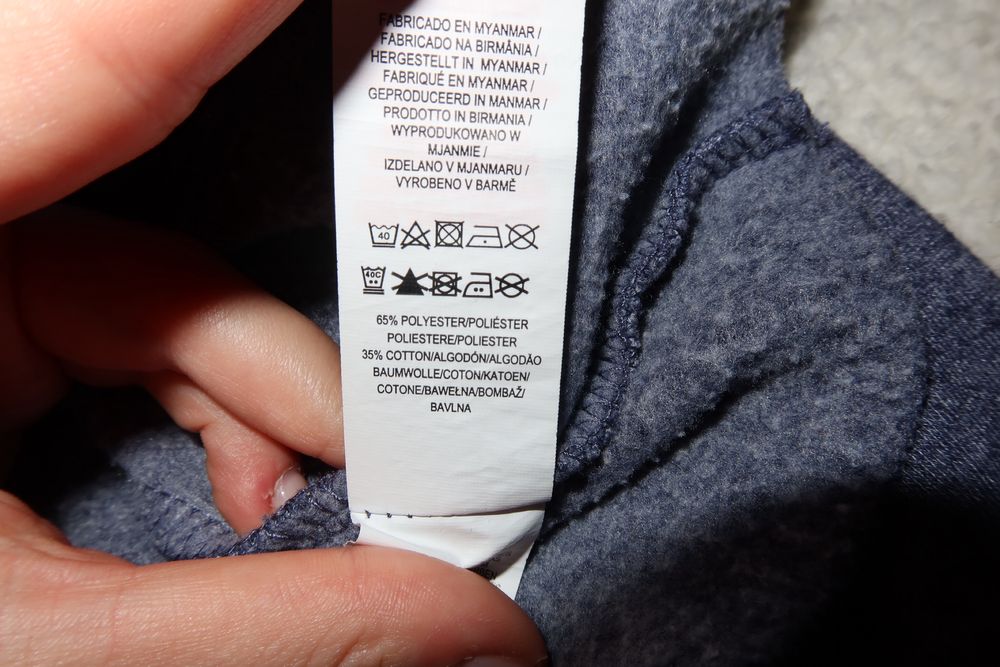 FABRICADO EN MYANMAR /
FABRICADO NA BIRMÂNIA /
HERGESTELLT IN MYANMAR /
FABRIQUÉ EN MYANMAR /
GEPRODUCEERD IN MANMAR /
PRODOTTO IN BIRMANIA /
WYPRODUKOWANO W
MJANMIE /
IZDELANO V MJANMARU /
VYROBENO V BARMĚ
40
40C
65% POLYESTER/POLIÉSTER
POLIESTERE/POLIESTER
35% COTTON/ALGODÓN/ALGODÃO
BAUMWOLLE/COTON/KATOEN/
COTONE/BAWEŁNA/BOMBAŽ/
BAVLNA